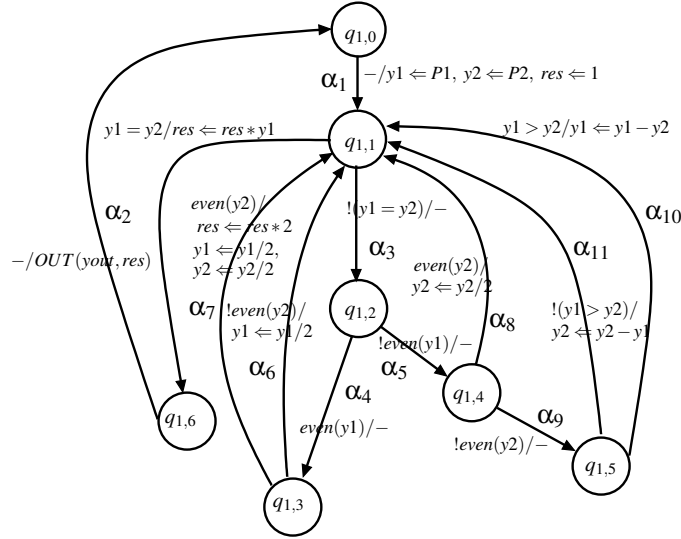 q1,0
α1
−/y1 ⇐ P1, y2 ⇐ P2, res ⇐ 1
y1 = y2/res ⇐ res ∗ y1
q1,1
y1 > y2/y1 ⇐ y1 − y2
even(y2)/
res ⇐ res ∗ 2
y1 ⇐ y1/2,
y2 ⇐ y2/2
!(y1 = y2)/−
α2
α3
α10
α11
−/OUT(yout, res)
even(y2)/
y2 ⇐ y2/2
α7
!even(y2)/
y1 ⇐ y1/2
q1,2
α8
!(y1 > y2)/
y2 ⇐ y2 − y1
!even(y1)/−
α6
α4
α5
q1,4
q1,6
even(y1)/−
α9
!even(y2)/−
q1,5
q1,3